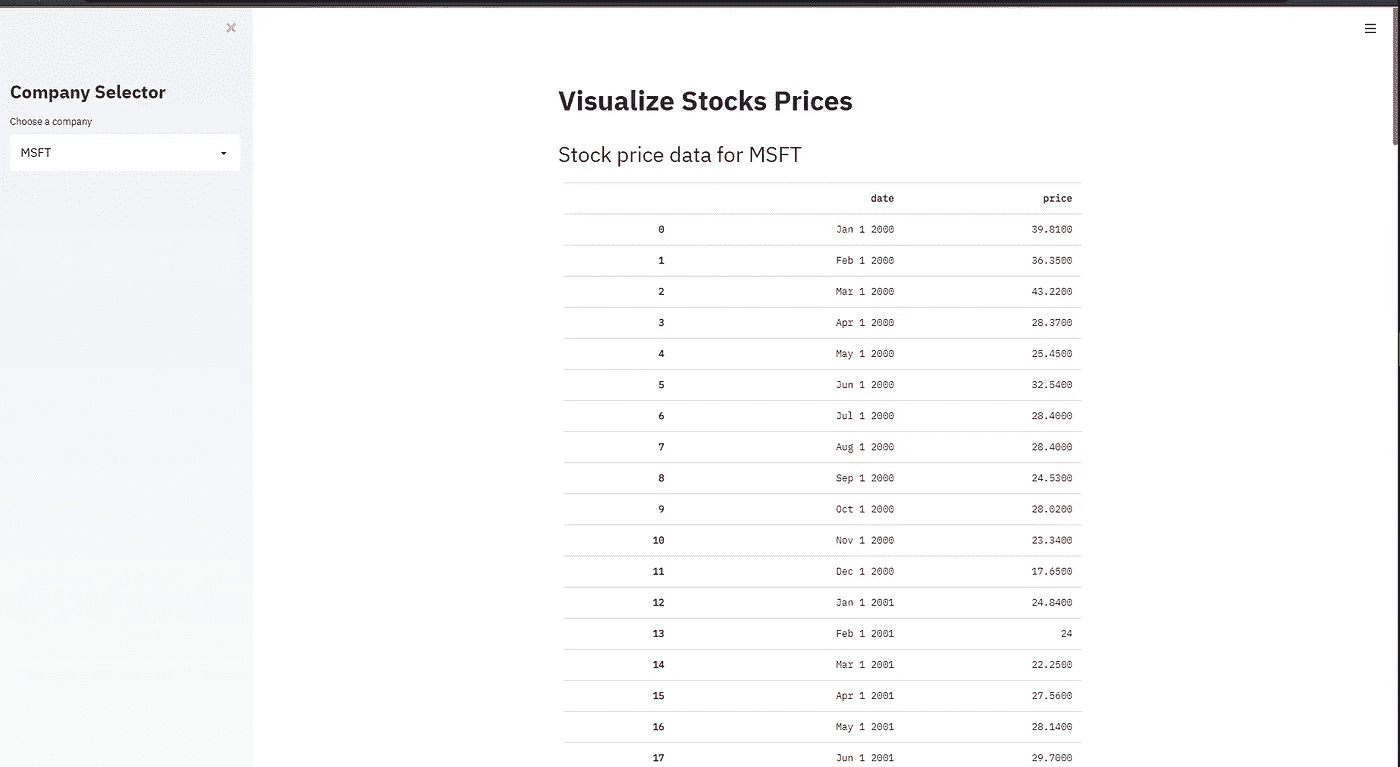 Company Selector
Choose a company
MSFT
Visualize Stocks Prices
Stock price data for MSFT
date price
0 Jan 1 2000 39.8100
1 Feb 1 2000 36.3500
2 Mar 1 2000 43.2200
3 Apr 1 2000 28.3700
4 May 1 2000 25.4500
5 Jun 1 2000 32.5400
6 Jul 1 2000 28.4000
7 Aug 1 2000 28.4000
8 Sep 1 2000 24.5300
9 Oct 1 2000 28.0200
10 Nov 1 2000 23.3400
11 Dec 1 2000 17.6500
12 Jan 1 2001 24.8400
13 Feb 1 2001 24
14 Mar 1 2001 22.2500
15 Apr 1 2001 27.5600
16 May 1 2001 28.1400
17 Jun 1 2001 29.7000